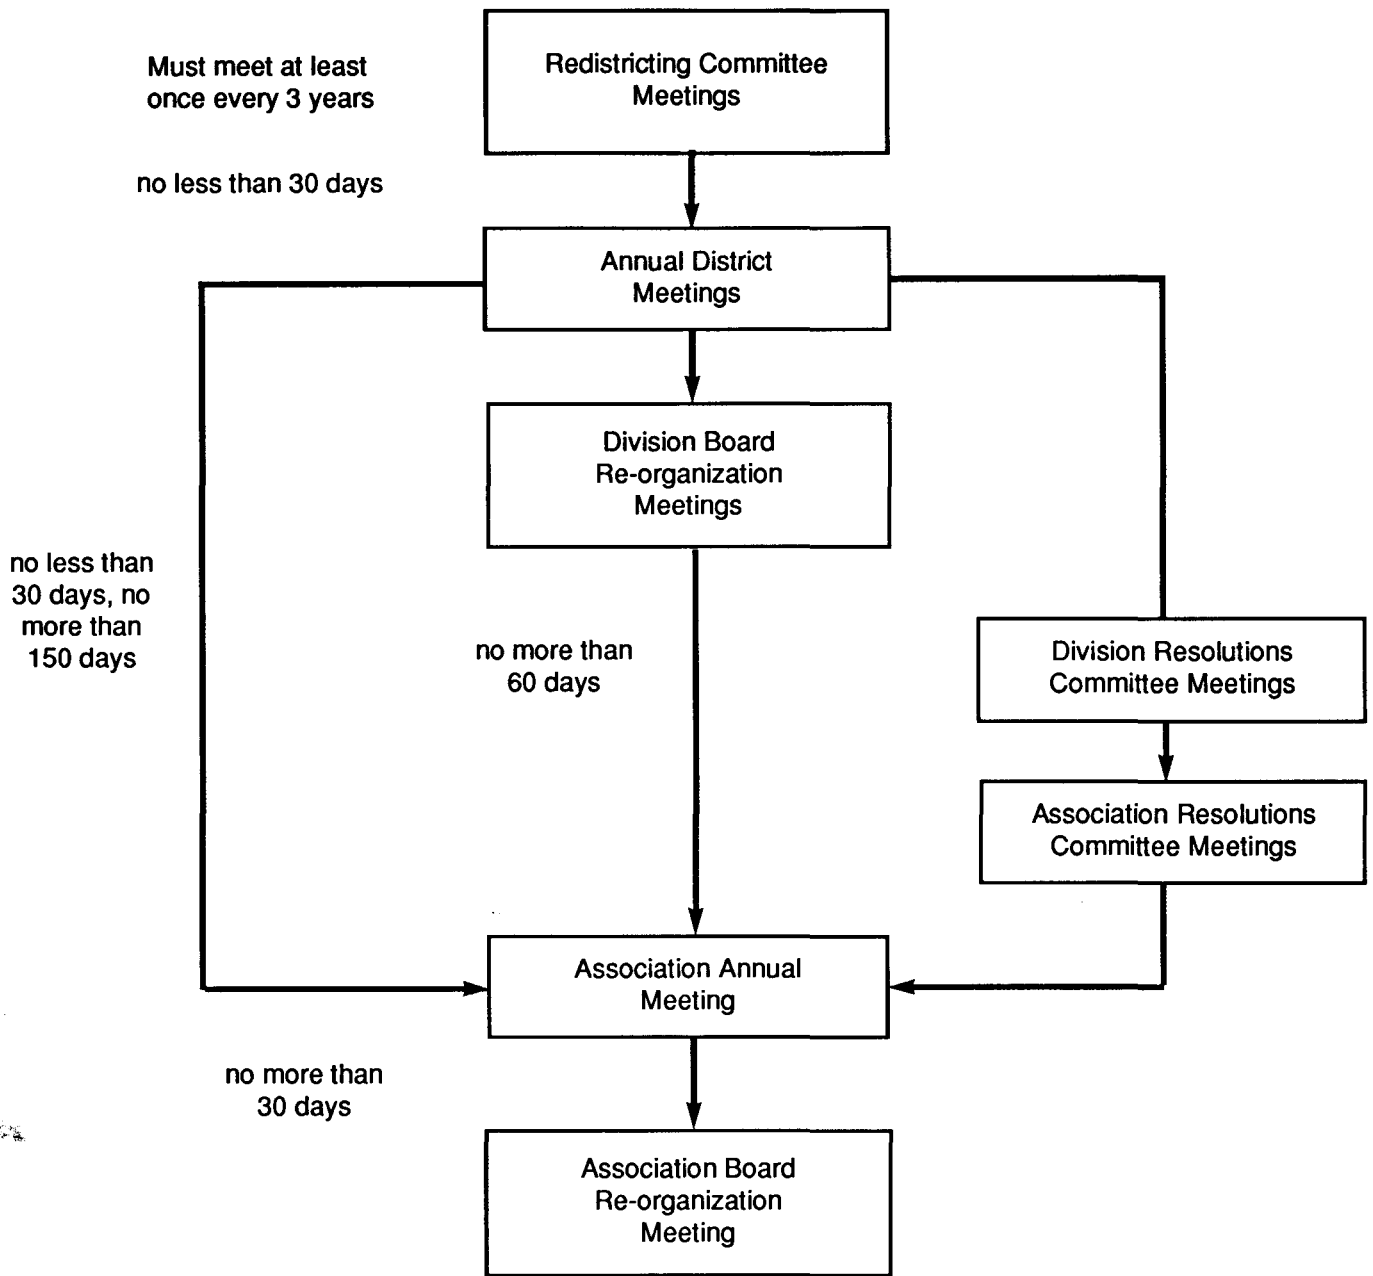 Must meet at least
once every 3 years
Redistricting Committee
Meetings
no less than 30 days
Annual District
Meetings
Division Board
Re-organization
Meetings
no less than
30 days, no
more than
150 days
no more than
60 days
Division Resolutions
Committee Meetings
Association Resolutions
Committee Meetings
Association Annual
Meeting
no more than
30 days
Association Board
Re-organization
Meeting